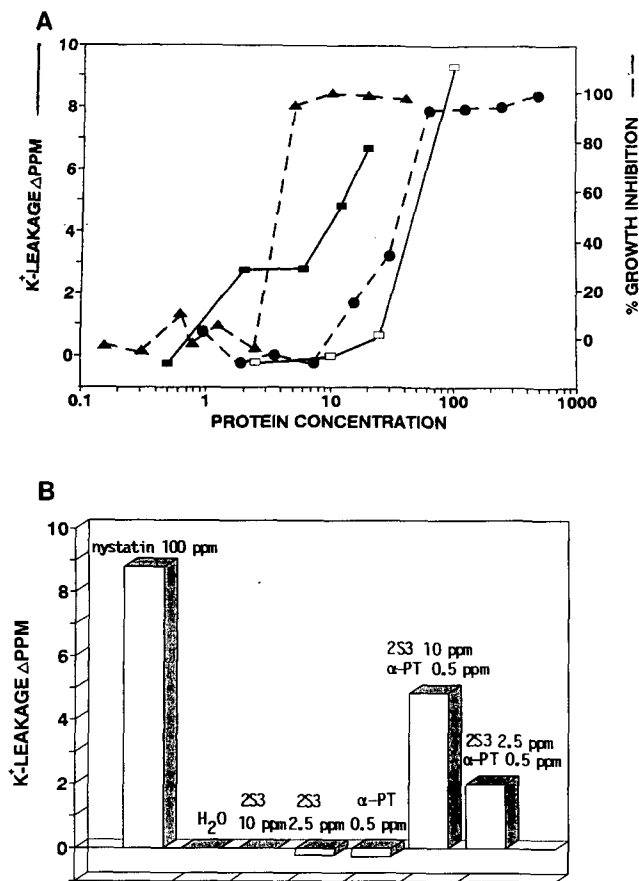 A
10
8
6
4
2
0
K+-LEAKAGE △PPM
100
80
60
40
20
0
% GROWTH INHIBITION
0.1
1
10
100
1000
PROTEIN CONCENTRATION
B
10
8
6
4
2
0
K+-LEAKAGE △PPM
nystatin 100 ppm
H2O
2S3
10 ppm
2S3
2.5 ppm
α-PT
0.5 ppm
2S3 10 ppm
α-PT 0.5 ppm
2S3 2.5 ppm
α-PT 0.5 ppm